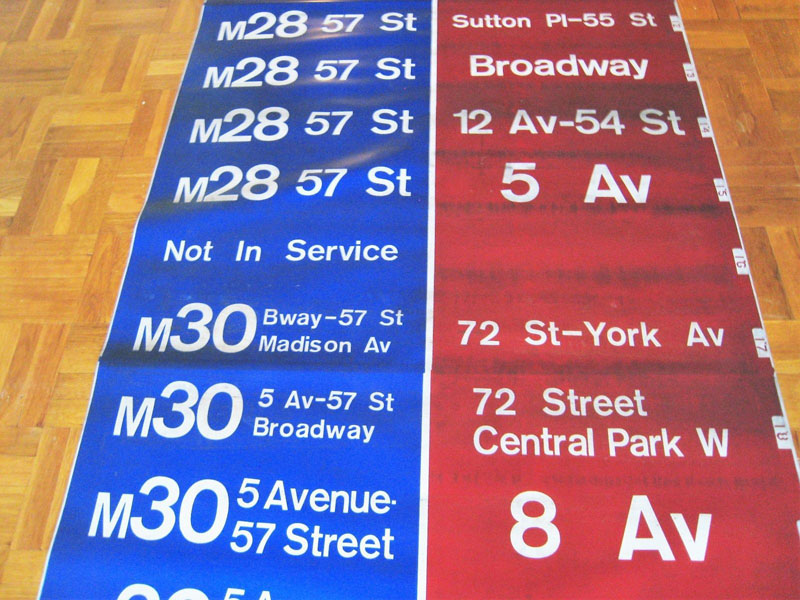 M28 57 St Sutton Pl-55 St
M28 57 St Broadway
M28 57 St 12 Av-54 St
M28 57 St 5 Av
Not In Service
M30 Bway-57 St
Madison Av
72 St-York Av
M30 5 Av-57 St
Broadway
72 Street
Central Park W
M30 5 Avenue-
57 Street
8 Av